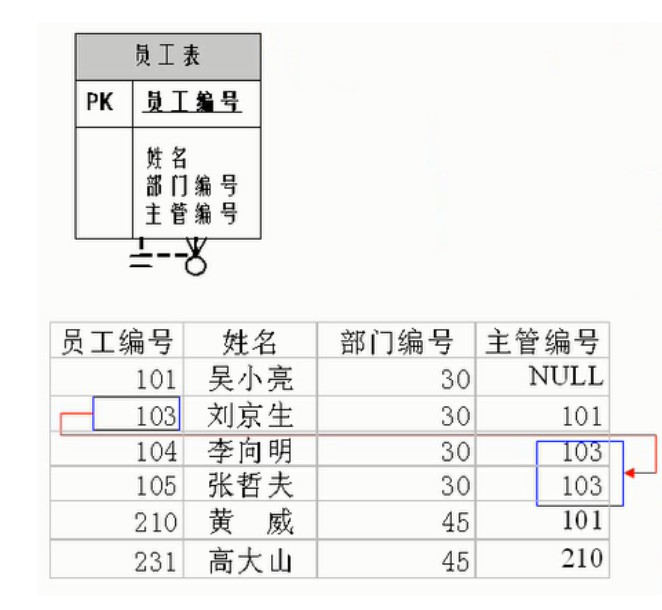 员工表
PK 员工编号
姓名
部门编号
主管编号
员工编号 姓名 部门编号 主管编号
101 吴小亮 30 NULL
103 刘京生 30 101
104 李向明 30 103
105 张哲夫 30 103
210 黄 威 45 101
231 高大山 45 210